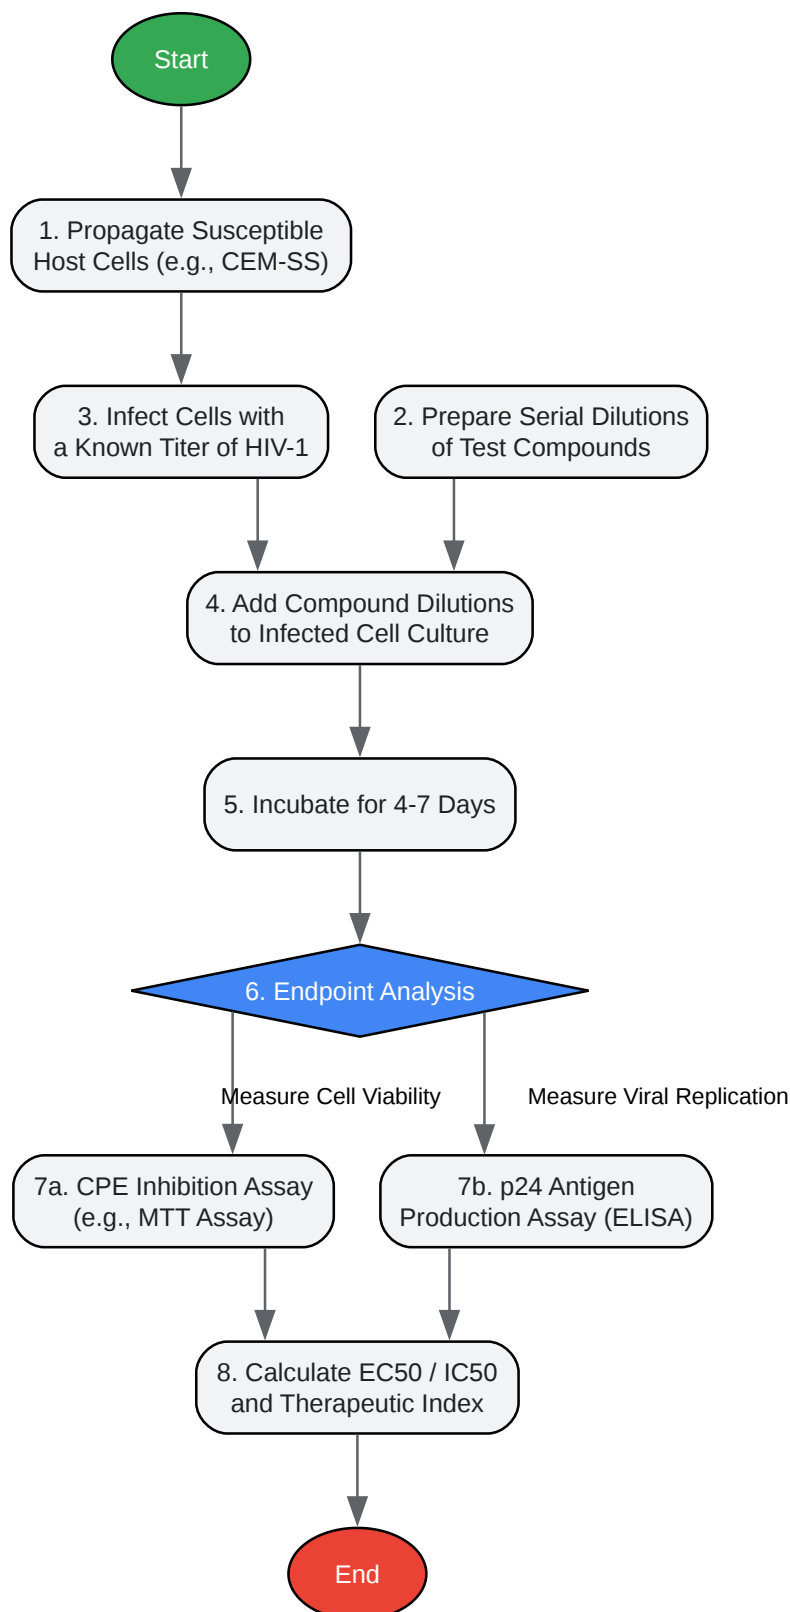 Start
1. Propagate Susceptible
Host Cells (e.g., CEM-SS)
3. Infect Cells with
a Known Titer of HIV-1
2. Prepare Serial Dilutions
of Test Compounds
4. Add Compound Dilutions
to Infected Cell Culture
5. Incubate for 4-7 Days
6. Endpoint Analysis
Measure Cell Viability
Measure Viral Replication
7a. CPE Inhibition Assay
(e.g., MTT Assay)
7b. p24 Antigen
Production Assay (ELISA)
8. Calculate EC50 / IC50
and Therapeutic Index
End